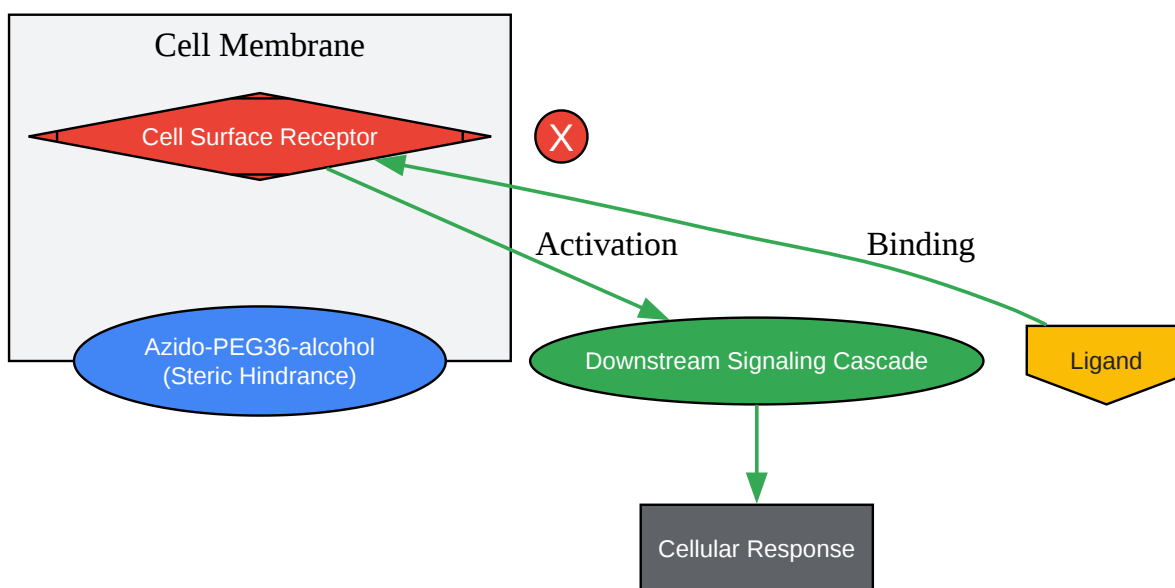 Cell Membrane
Cell Surface Receptor
X
Activation
Binding
Azido-PEG36-alcohol
(Steric Hindrance)
Downstream Signaling Cascade
Ligand
Cellular Response